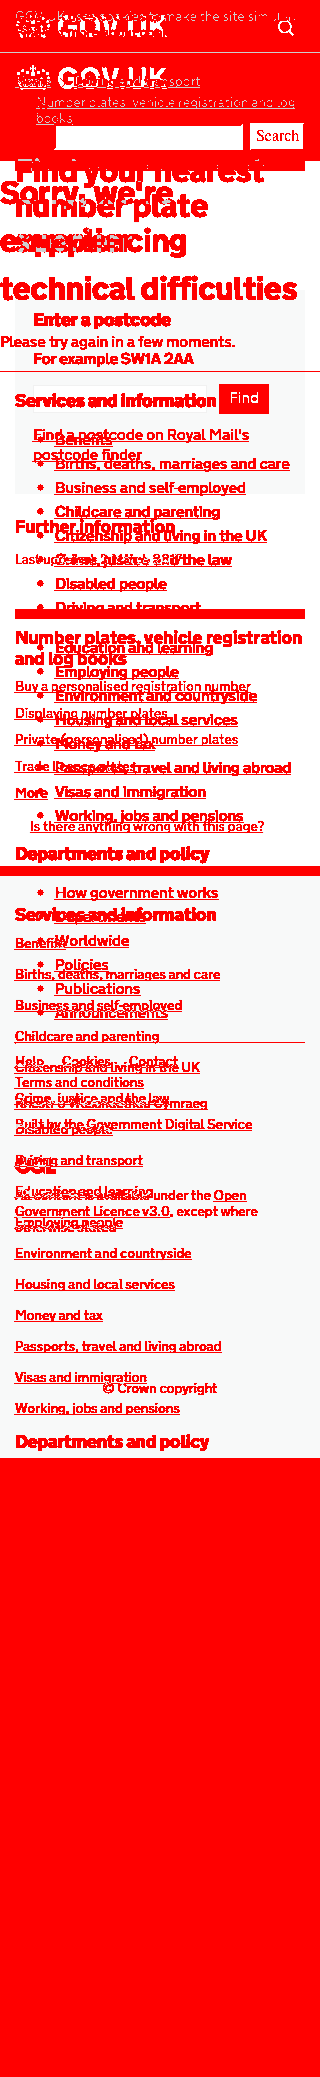 GOV.UK uses cookies to make the site simpler.
GOV.UK
GOV.UK
Home
Driving and transport
Number plates, vehicle registration and log
books
Search
Find your nearest
Sorry, we're
number plate
experiencing
supplier
technical difficulties
Enter a postcode
Please try again in a few moments.
For example SW1A 2AA
Find
Services and information
Find a postcode on Royal Mail's
Benefits
postcode finder
Births, deaths, marriages and care
Business and self-employed
Childcare and parenting
Further information
Citizenship and living in the UK
Last updated:
Crime, justice and the law
Disabled people
Driving and transport
Number plates, vehicle registration
Education and learning
and log books
Employing people
Buy a personalised registration number
Environment and countryside
Displaying number plates
Housing and local services
Private (personalised) number plates
Money and tax
Trade licence plates
Passports, travel and living abroad
More
Visas and immigration
Working, jobs and pensions
Is there anything wrong with this page?
Departments and policy
How government works
Services and information
Departments
Benefits
Worldwide
Policies
Births, deaths, marriages and care
Publications
Business and self-employed
Announcements
Childcare and parenting
Help
Cookies
Contact
Citizenship and living in the UK
Terms and conditions
Crime, justice and the law
Rhestr o Wasanaethau Cymraeg
Built by the Government Digital Service
Disabled people
Driving and transport
OGL
Education and learning
All content is available under the Open
Government Licence v3.0, except where
Employing people
otherwise stated
Environment and countryside
Housing and local services
Money and tax
Passports, travel and living abroad
Visas and immigration
© Crown copyright
Working, jobs and pensions
Departments and policy